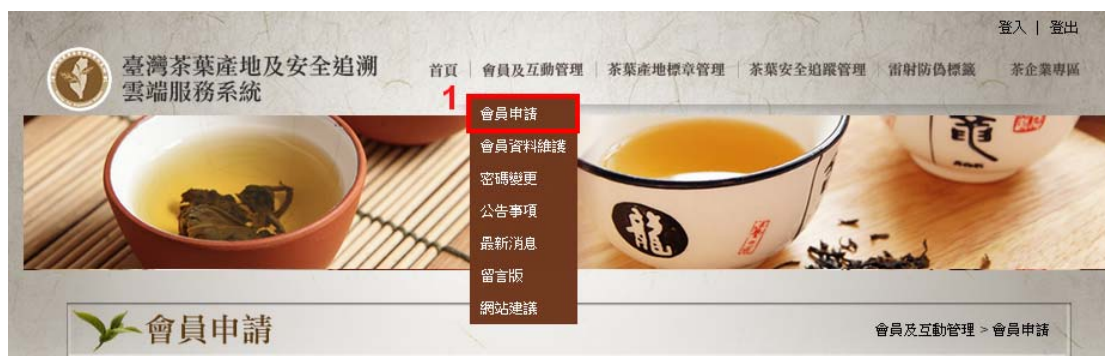 登入 | 登出
臺灣茶葉產地及安全追溯
雲端服務系統
首頁 | 會員及互動管理 | 茶葉產地標章管理 | 茶葉安全追蹤管理 | 雷射防偽標籤 | 茶企業專區
1
會員申請
會員資料維護
密碼變更
公告事項
最新消息
留言版
網站建議
龍
會員申請
會員及互動管理 > 會員申請